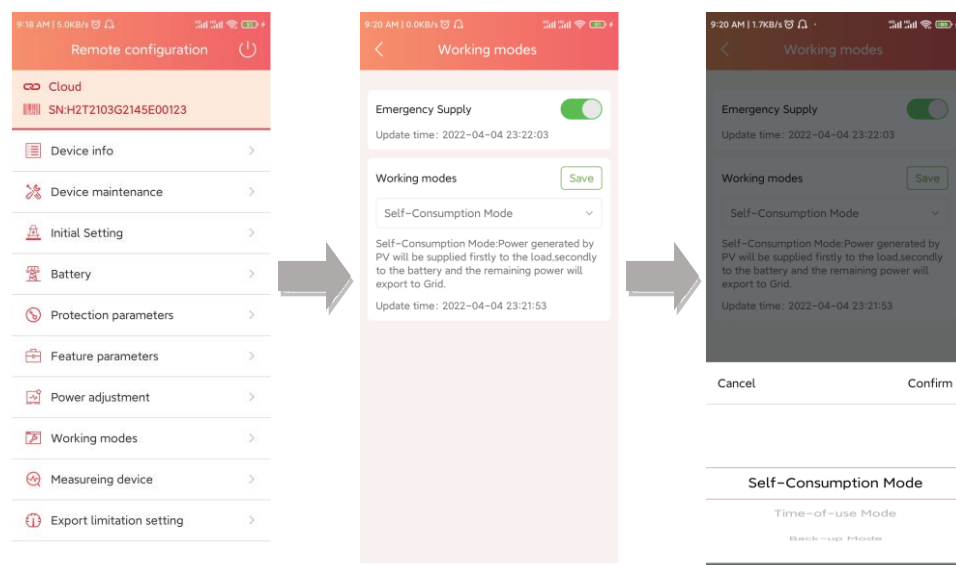 9:18 AM | 5.0KB/s
Remote configuration
Cloud
SN:H2T2103G2145E00123
Device info
Device maintenance
Initial Setting
Battery
Protection parameters
Feature parameters
Power adjustment
Working modes
Measureing device
Export limitation setting
9:20 AM | 0.0KB/s
Working modes
Emergency Supply
Update time: 2022-04-04 23:22:03
Working modes
Save
Self-Consumption Mode
Self-Consumption Mode:Power generated by
PV will be supplied firstly to the load,secondly
to the battery and the remaining power will
export to Grid.
Update time: 2022-04-04 23:21:53
9:20 AM | 1.7KB/s
Working modes
Emergency Supply
Update time: 2022-04-04 23:22:03
Working modes
Save
Self-Consumption Mode
Self-Consumption Mode:Power generated by
PV will be supplied firstly to the load,secondly
to the battery and the remaining power will
export to Grid.
Update time: 2022-04-04 23:21:53
Cancel
Confirm
Self-Consumption Mode
Time-of-use Mode
Back-up Mode